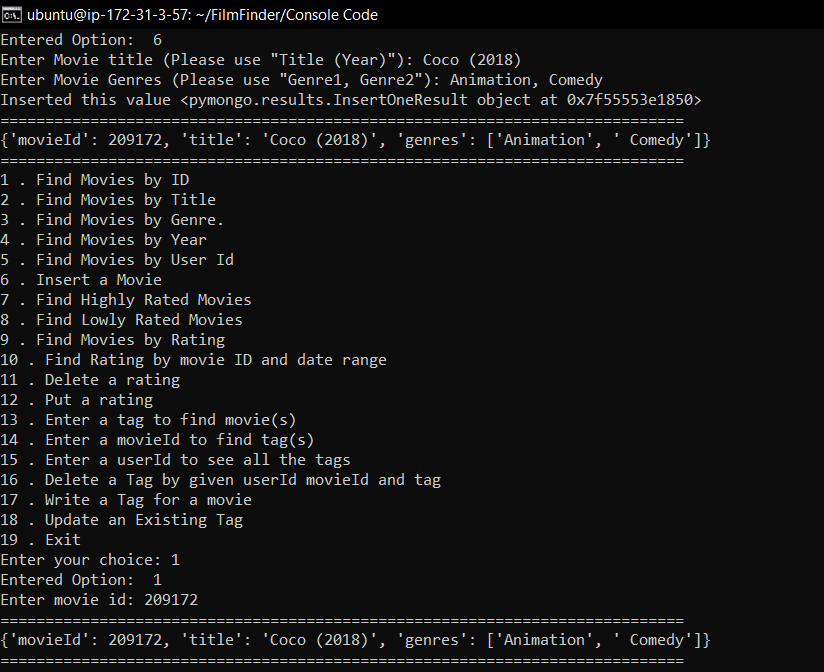 ubuntu@ip-172-31-3-57: ~/FilmFinder/Console Code
Entered Option:  6
Enter Movie title (Please use "Title (Year)"): Coco (2018)
Enter Movie Genres (Please use "Genre1, Genre2"): Animation, Comedy
Inserted this value <pymongo.results.InsertOneResult object at 0x7f55553e1850>
============================================================================
{'movieId': 209172, 'title': 'Coco (2018)', 'genres': ['Animation', ' Comedy']}
============================================================================
1 . Find Movies by ID
2 . Find Movies by Title
3 . Find Movies by Genre.
4 . Find Movies by Year
5 . Find Movies by User Id
6 . Insert a Movie
7 . Find Highly Rated Movies
8 . Find Lowly Rated Movies
9 . Find Movies by Rating
10 . Find Rating by movie ID and date range
11 . Delete a rating
12 . Put a rating
13 . Enter a tag to find movie(s)
14 . Enter a movieId to find tag(s)
15 . Enter a userId to see all the tags
16 . Delete a Tag by given userId movieId and tag
17 . Write a Tag for a movie
18 . Update an Existing Tag
19 . Exit
Enter your choice: 1
Entered Option:  1
Enter movie id: 209172
============================================================================
{'movieId': 209172, 'title': 'Coco (2018)', 'genres': ['Animation', ' Comedy']}
============================================================================